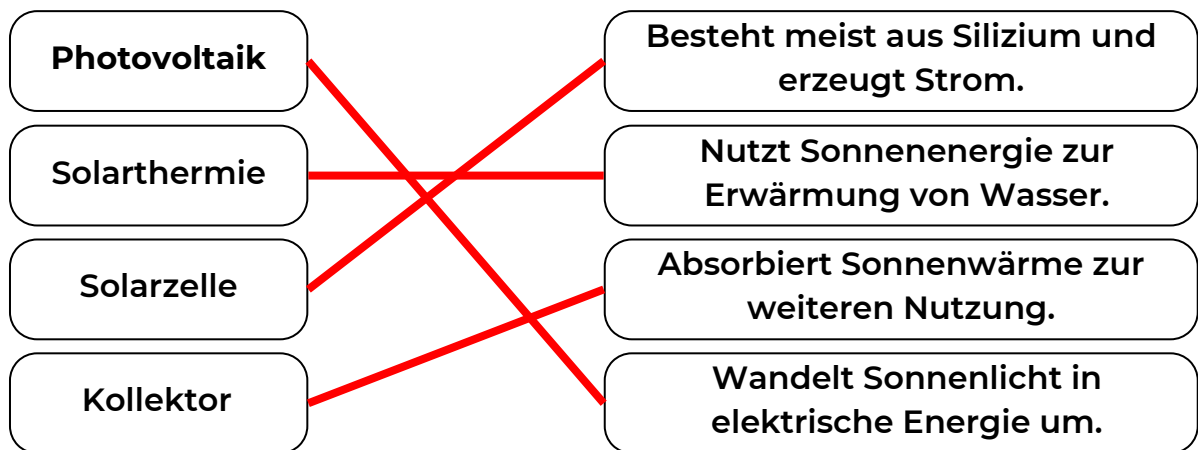 Photovoltaik
Besteht meist aus Silizium und
erzeugt Strom.
Solarthermie
Nutzt Sonnenenergie zur
Erwärmung von Wasser.
Solarzelle
Absorbiert Sonnenwärme zur
weiteren Nutzung.
Kollektor
Wandelt Sonnenlicht in
elektrische Energie um.